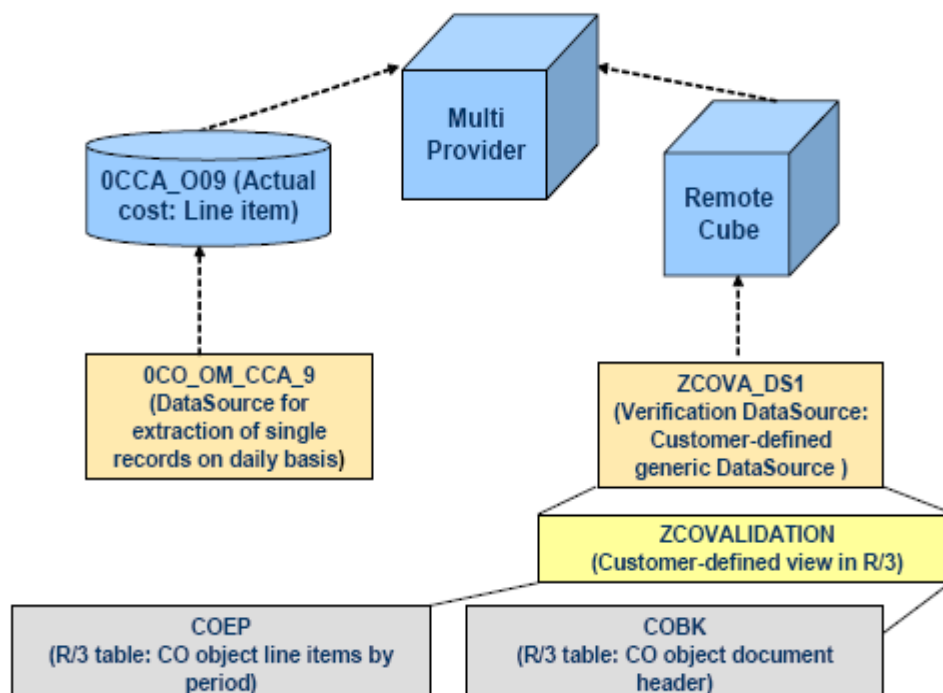 Multi
Provider
0CCA_O09 (Actual
cost: Line item)
Remote
Cube
0CO_OM_CCA_9
(DataSource for
extraction of single
records on daily basis)
ZCOVA_DS1
(Verification DataSource:
Customer-defined
generic DataSource )
ZCOVALIDATION
(Customer-defined view in R/3)
COEP
(R/3 table: CO object line items by
period)
COBK
(R/3 table: CO object document
header)